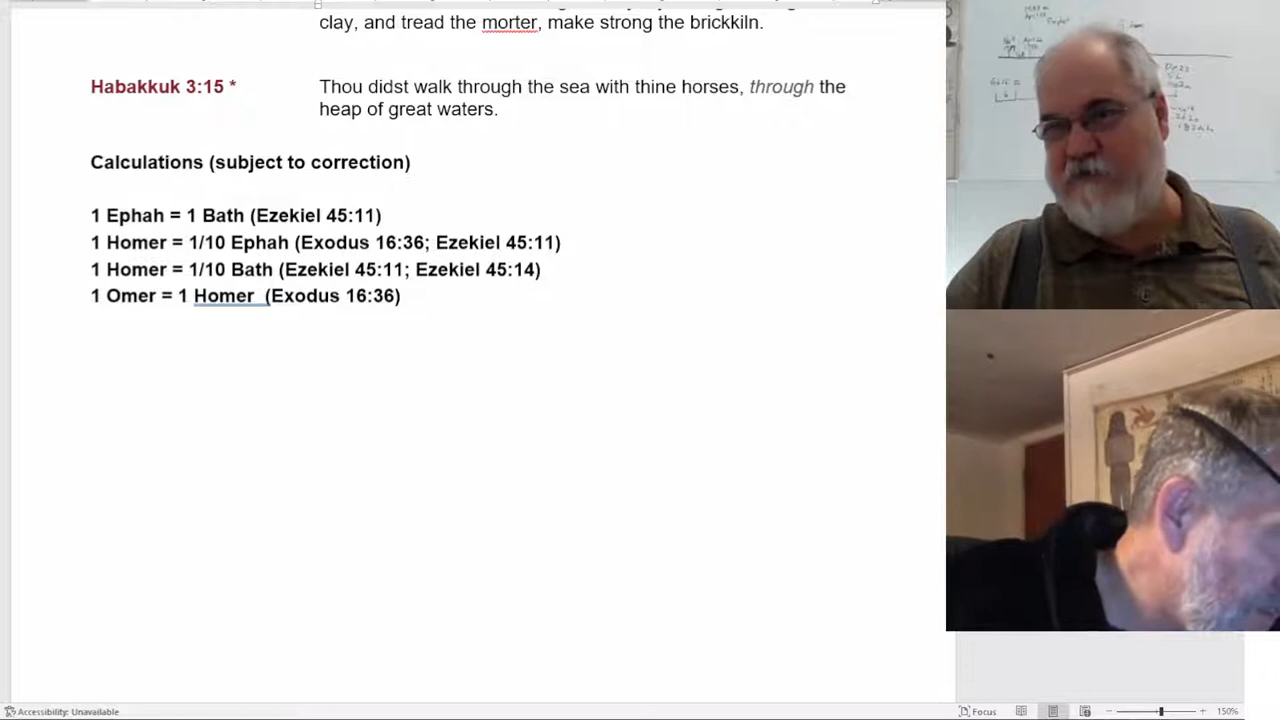 clay, and tread the morter, make strong the brickkiln.
Habakkuk 3:15 * Thou didst walk through the sea with thine horses, through the
heap of great waters.
Calculations (subject to correction)
1 Ephah = 1 Bath (Ezekiel 45:11)
1 Homer = 1/10 Ephah (Exodus 16:36; Ezekiel 45:11)
1 Homer = 1/10 Bath (Ezekiel 45:11; Ezekiel 45:14)
1 Omer = 1 Homer (Exodus 16:36)
Accessibility: Unavailable
Focus
150%